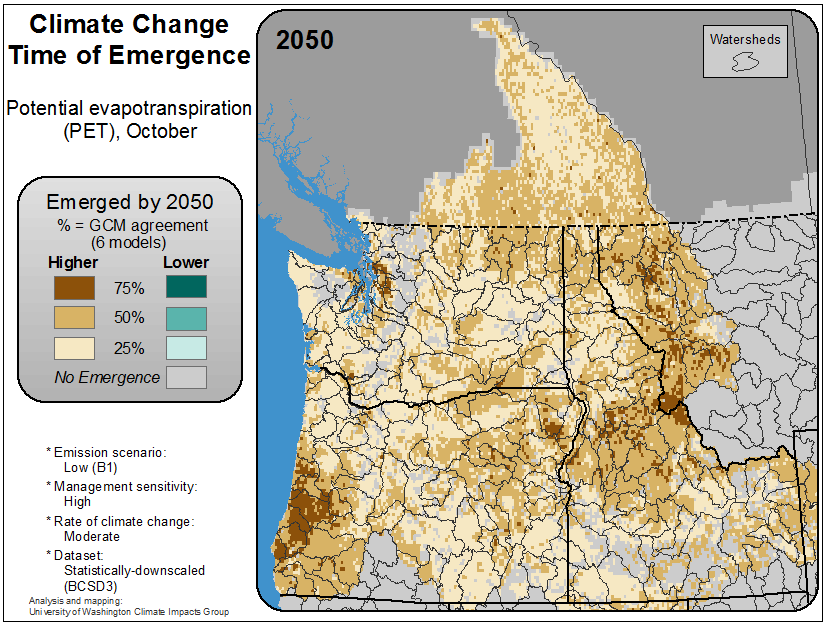 Climate Change
Time of Emergence
Potential evapotranspiration
(PET), October
Emerged by 2050
% = GCM agreement
(6 models)
Higher Lower
75%
50%
25%
No Emergence
* Emission scenario:
Low (B1)
* Management sensitivity:
High
* Rate of climate change:
Moderate
* Dataset:
Statistically-downscaled
(BCSD3)
Analysis and mapping:
University of Washington Climate Impacts Group
2050
Watersheds